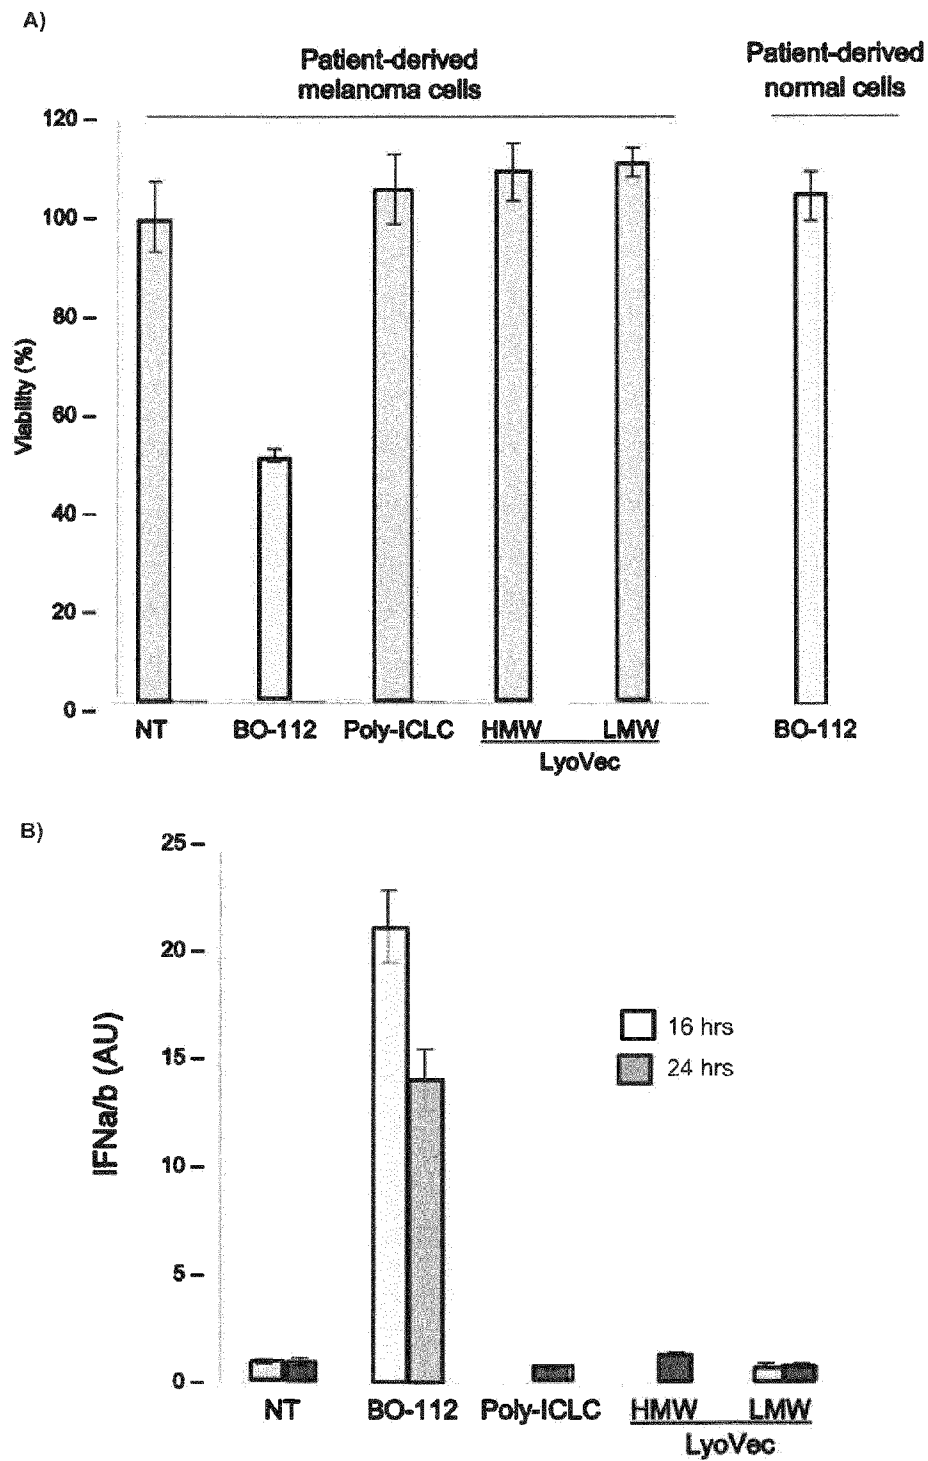 A)
Patient-derived
melanoma cells
Patient-derived
normal cells
120
100
80
60
40
20
0
Viability (%)
NT BO-112 Poly-ICLC HMW LMW BO-112
LyoVec
B)
25
20
15
10
5
0
IFNa/b (AU)
16 hrs
24 hrs
NT BO-112 Poly-ICLC HMW LMW
LyoVec